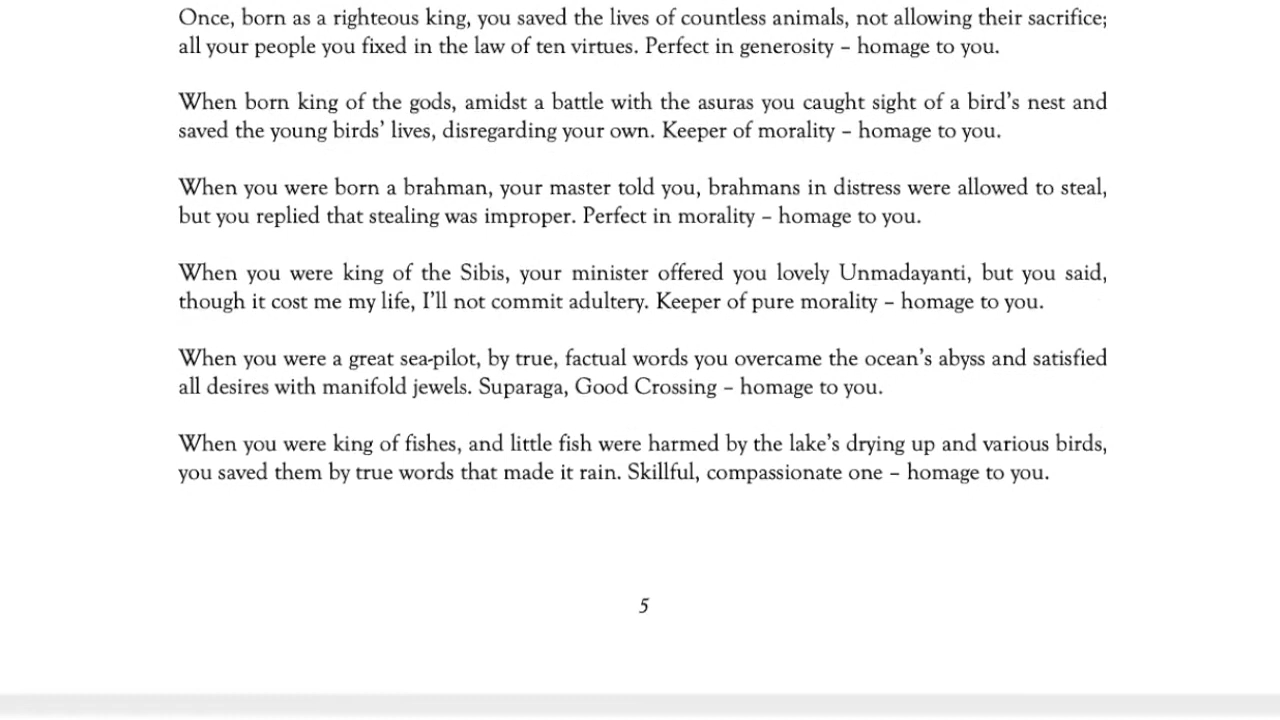 Once, born as a righteous king, you saved the lives of countless animals, not allowing their sacrifice;
all your people you fixed in the law of ten virtues. Perfect in generosity – homage to you.
When born king of the gods, amidst a battle with the asuras you caught sight of a bird's nest and
saved the young birds' lives, disregarding your own. Keeper of morality – homage to you.
When you were born a brahman, your master told you, brahmans in distress were allowed to steal,
but you replied that stealing was improper. Perfect in morality – homage to you.
When you were king of the Sibis, your minister offered you lovely Unmadayanti, but you said,
though it cost me my life, I'll not commit adultery. Keeper of pure morality – homage to you.
When you were a great sea-pilot, by true, factual words you overcame the ocean's abyss and satisfied
all desires with manifold jewels. Suparaga, Good Crossing – homage to you.
When you were king of fishes, and little fish were harmed by the lake's drying up and various birds,
you saved them by true words that made it rain. Skillful, compassionate one – homage to you.
5